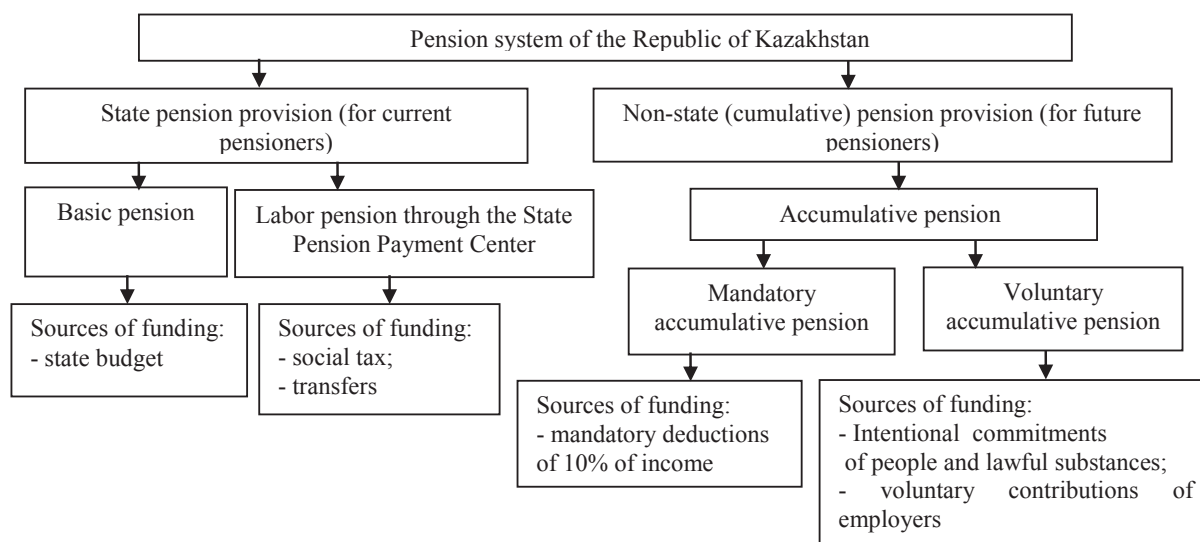 Pension system of the Republic of Kazakhstan
State pension provision (for current
pensioners)
Non-state (cumulative) pension provision (for future
pensioners)
Basic pension
Labor pension through the State
Pension Payment Center
Accumulative pension
Mandatory
accumulative pension
Voluntary
accumulative pension
Sources of funding:
- state budget
Sources of funding:
- social tax;
- transfers
Sources of funding:
- mandatory deductions
of 10% of income
Sources of funding:
- Intentional commitments
of people and lawful substances;
- voluntary contributions of
employers